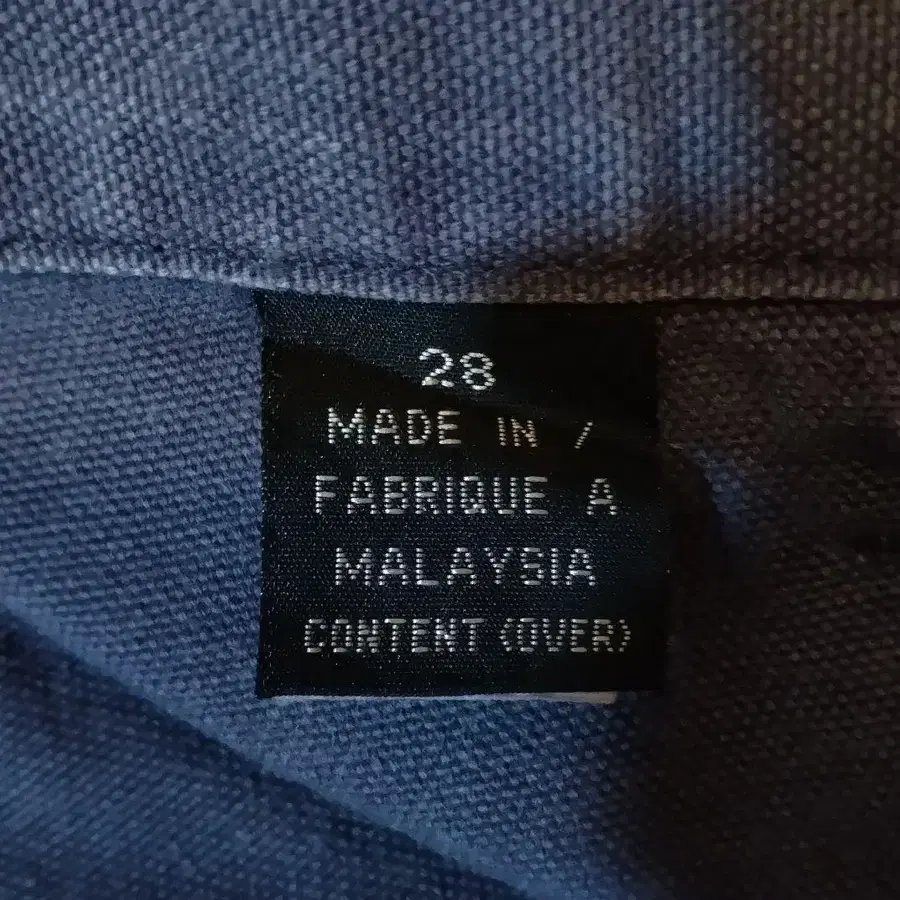 28
MADE IN /
FABRIQUE A
MALAYSIA
CONTENT (OVER)